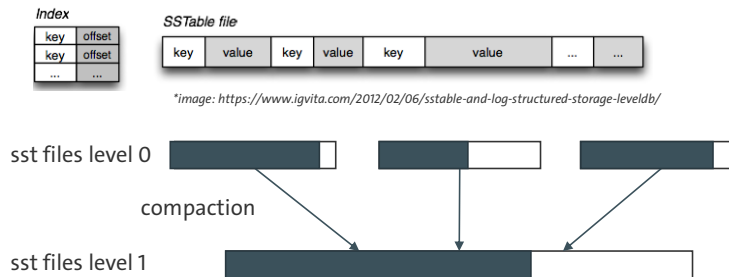 Index
SSTable file
key offset
key offset
... ...
key value key value key value ... ...
*image: https://www.igvita.com/2012/02/06/sstable-and-log-structured-storage-leveldb/
sst files level 0
compaction
sst files level 1